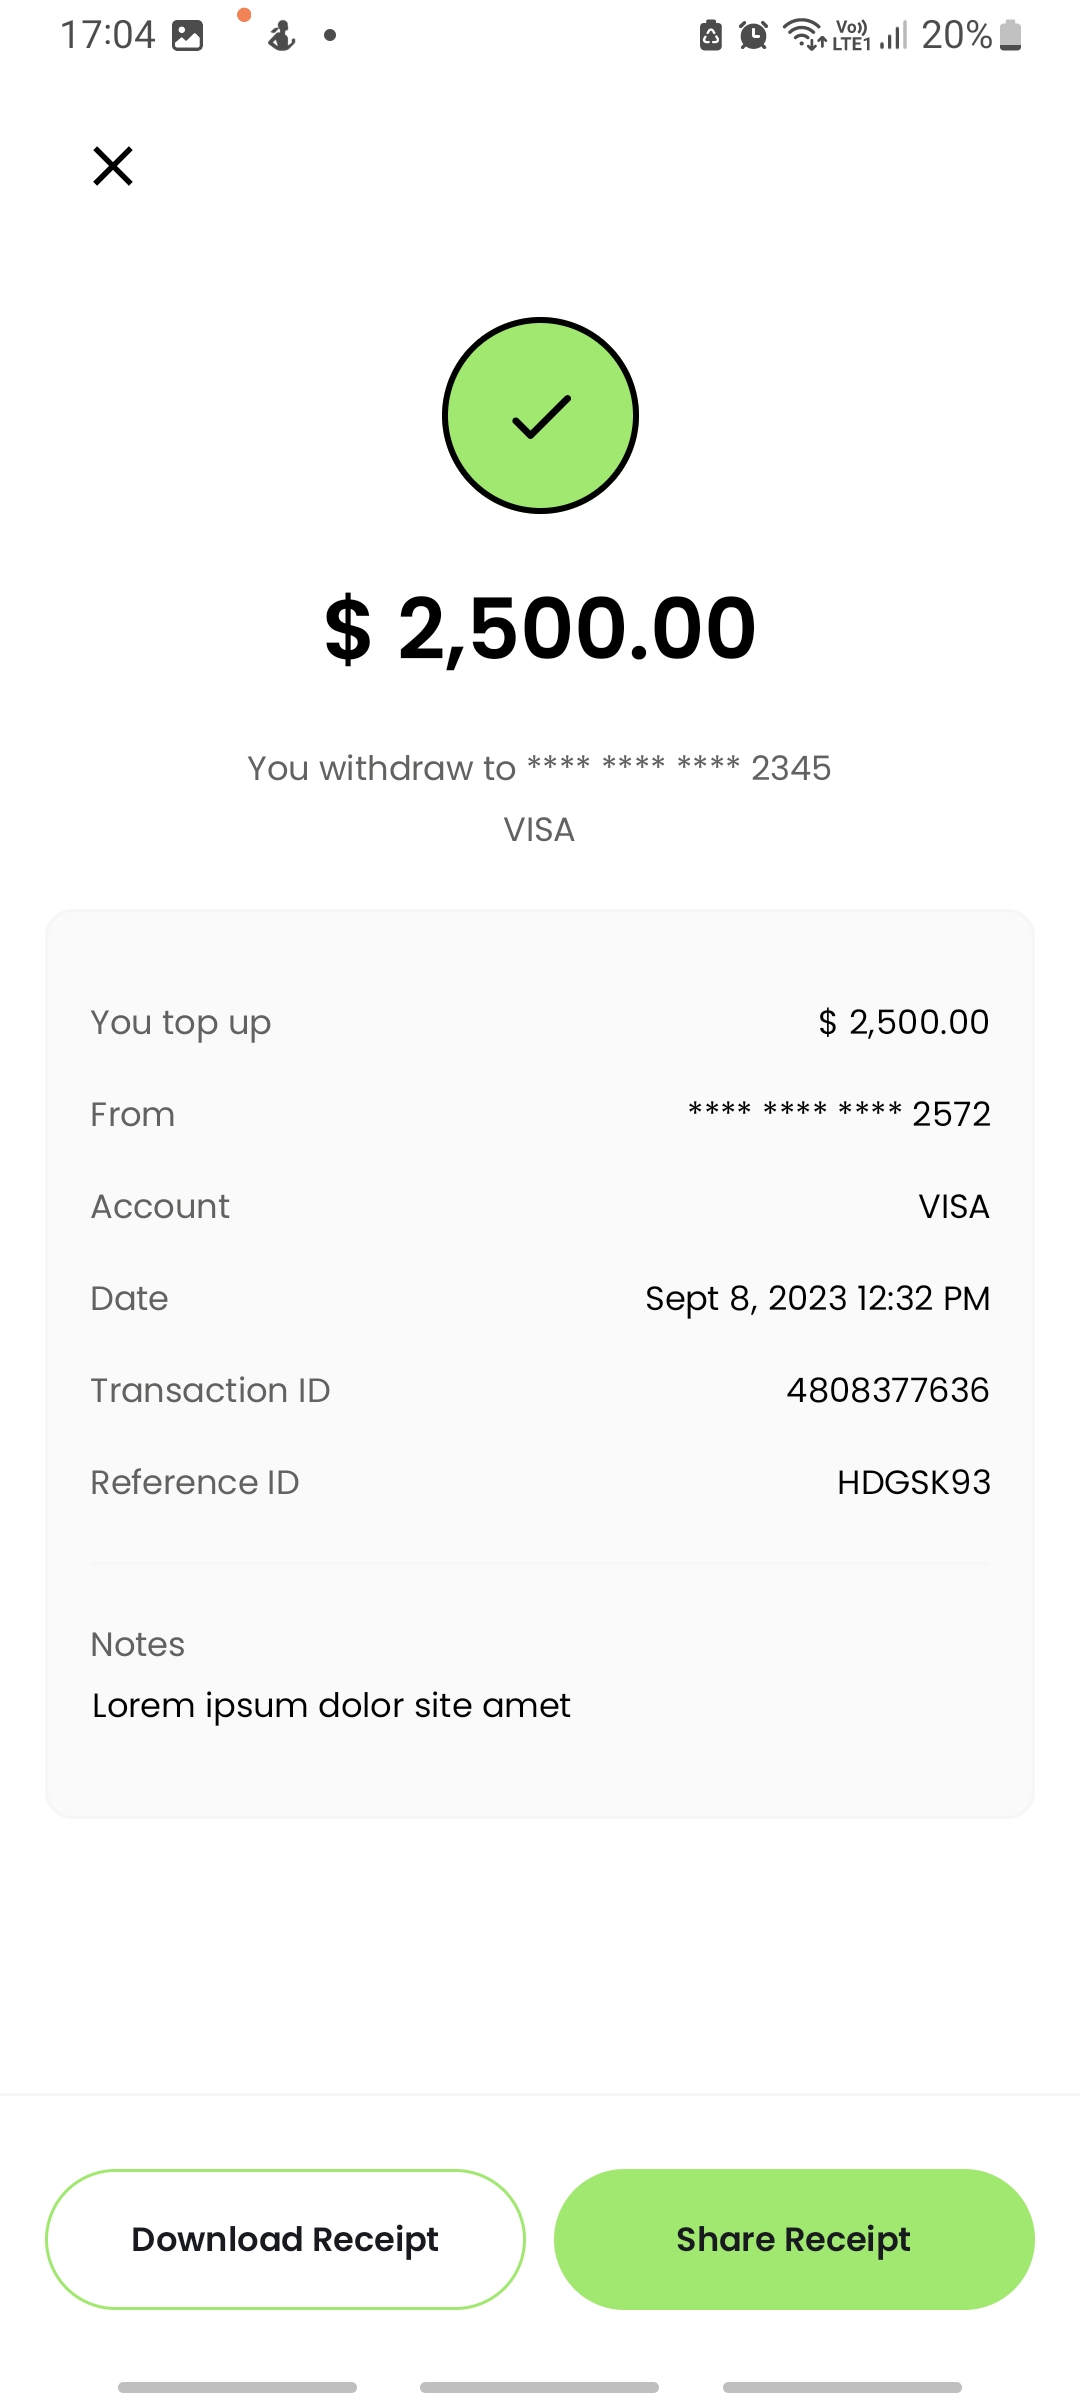 17:04
Vo)) LTE1 20%
$ 2,500.00
You withdraw to **** **** **** 2345
VISA
You top up $ 2,500.00
From **** **** **** 2572
Account VISA
Date Sept 8, 2023 12:32 PM
Transaction ID 4808377636
Reference ID HDGSK93
Notes
Lorem ipsum dolor site amet
Download Receipt Share Receipt